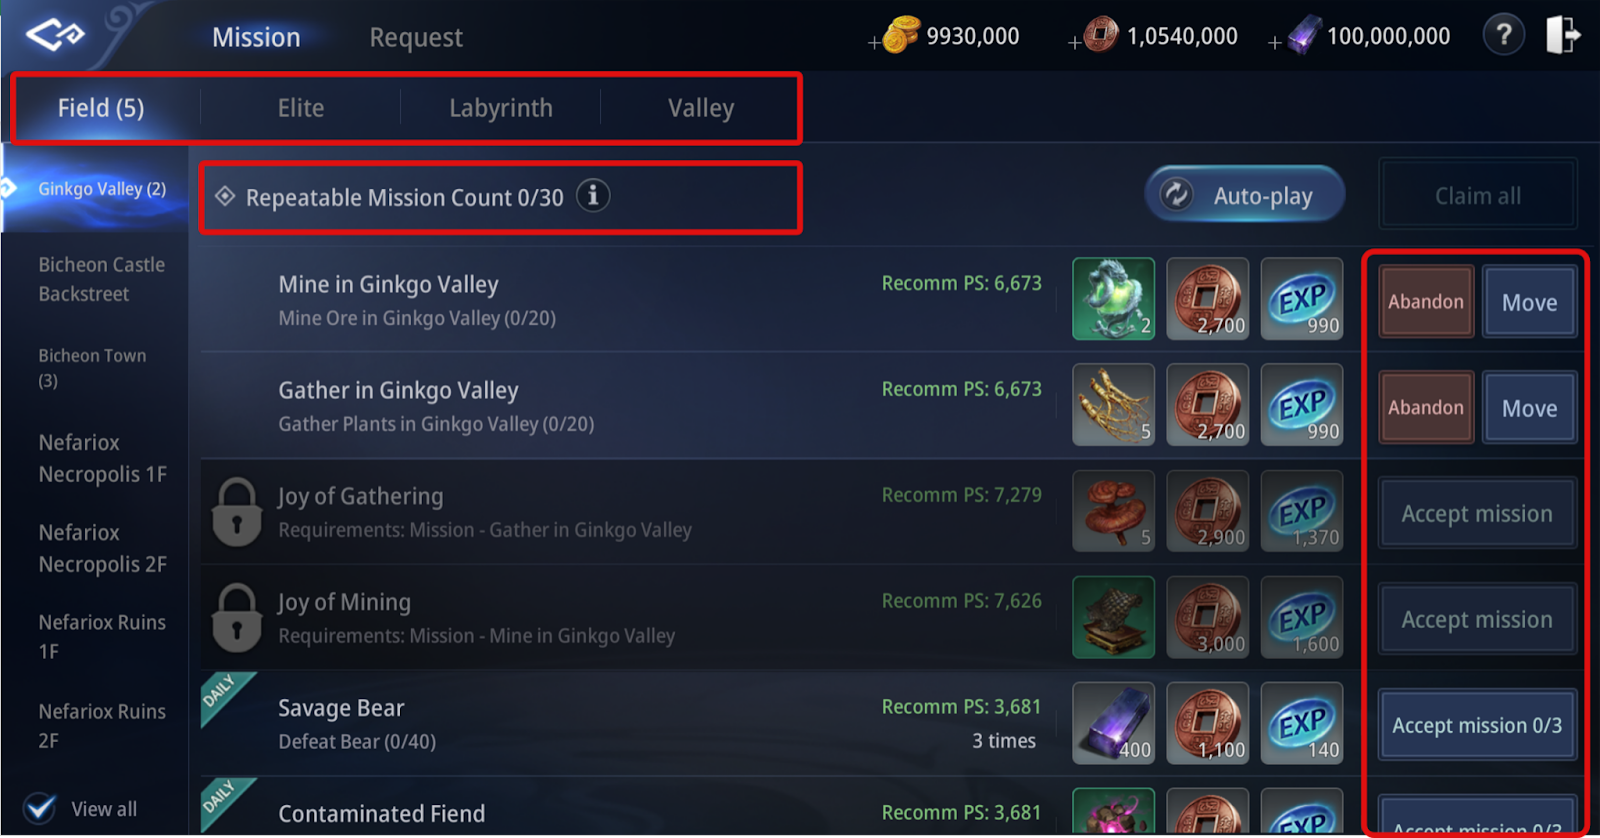 Mission
Request
+ 9930,000
+ 1,0540,000
+ 100,000,000
?
Field (5)
Elite
Labyrinth
Valley
Ginkgo Valley (2)
Bicheon Castle
Backstreet
Bicheon Town
(3)
Nefariox
Necropolis 1F
Nefariox
Necropolis 2F
Nefariox Ruins
1F
Nefariox Ruins
2F
View all
Repeatable Mission Count 0/30 i
Auto-play
Claim all
Mine in Ginkgo Valley
Mine Ore in Ginkgo Valley (0/20)
Recomm PS: 6,673
2
2,700
EXP
990
Abandon
Move
Gather in Ginkgo Valley
Gather Plants in Ginkgo Valley (0/20)
Recomm PS: 6,673
5
2,700
EXP
990
Abandon
Move
Joy of Gathering
Requirements: Mission - Gather in Ginkgo Valley
Recomm PS: 7,279
5
2,900
EXP
1,370
Accept mission
Joy of Mining
Requirements: Mission - Mine in Ginkgo Valley
Recomm PS: 7,626
3,000
EXP
1,600
Accept mission
DAILY
Savage Bear
Defeat Bear (0/40)
Recomm PS: 3,681
3 times
400
1,100
EXP
140
Accept mission 0/3
DAILY
Contaminated Fiend
Recomm PS: 3,681
EXP
Accept mission 0/3